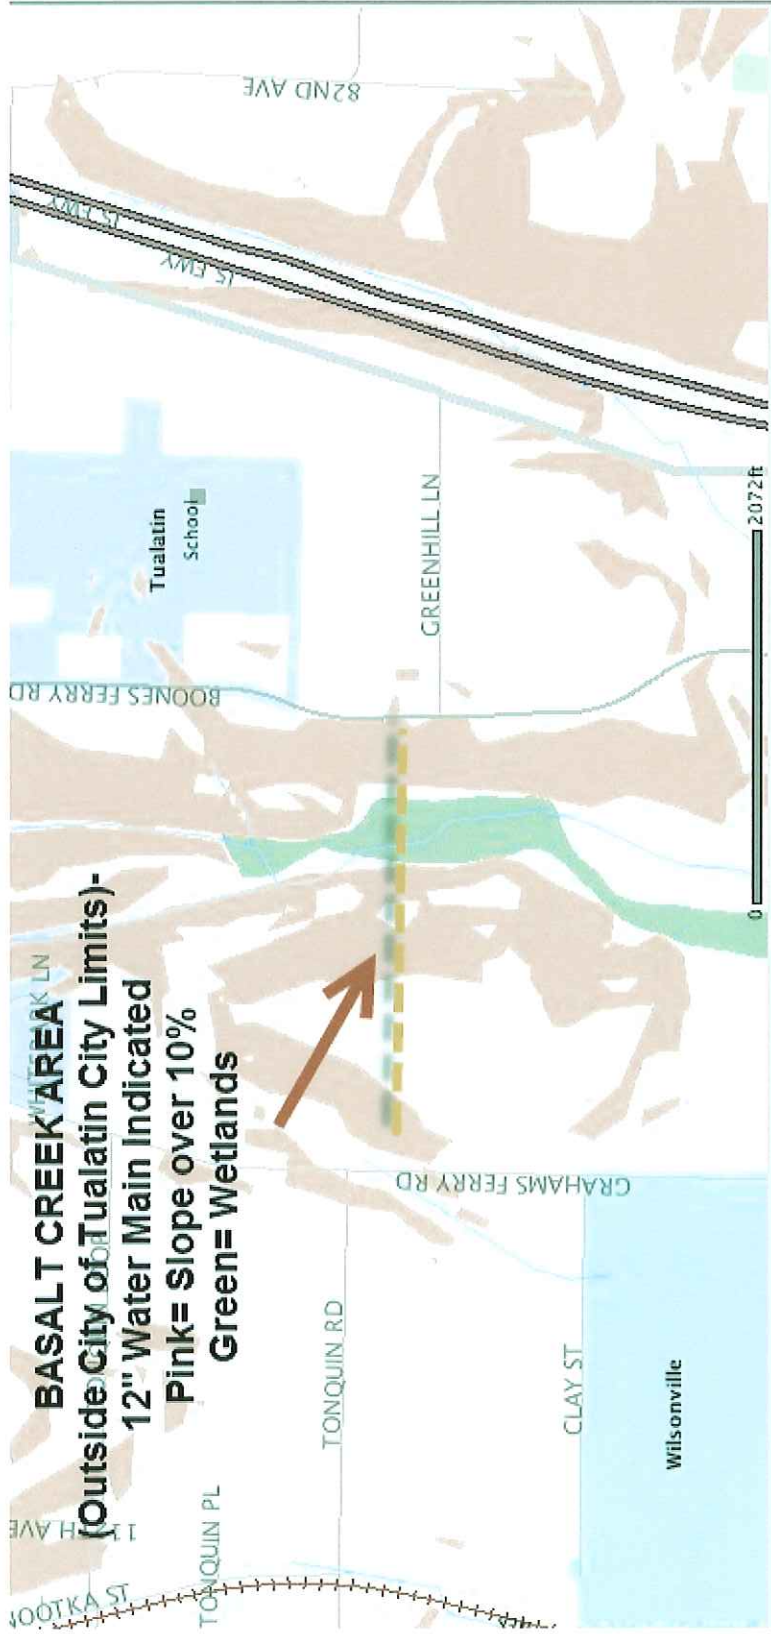 BASALT CREEK AREA
(Outside City of Tualatin City Limits)-
12" Water Main Indicated
Pink= Slope over 10%
Green= Wetlands
NOOTKA ST
TONQUIN PL
TONQUIN RD
CLAY ST
Wilsonville
GRAHAMS FERRY RD
BOONES FERRY RD
Tualatin
School
GREENHILL LN
I5 FWY
I5 FWY
82ND AVE
0
2072ft